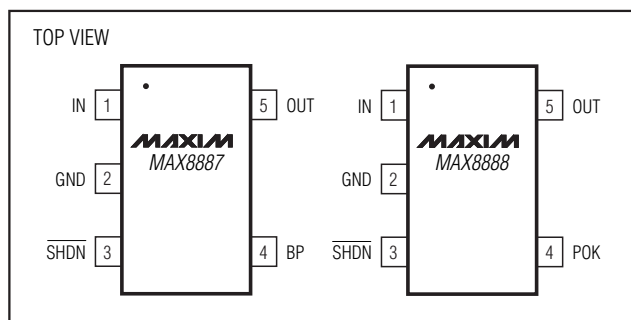 TOP VIEW
IN 1 5 OUT IN 1 5 OUT
MAXIM MAXIM
MAX8887 MAX8888
GND 2 GND 2
SHDN 3 4 BP SHDN 3 4 POK